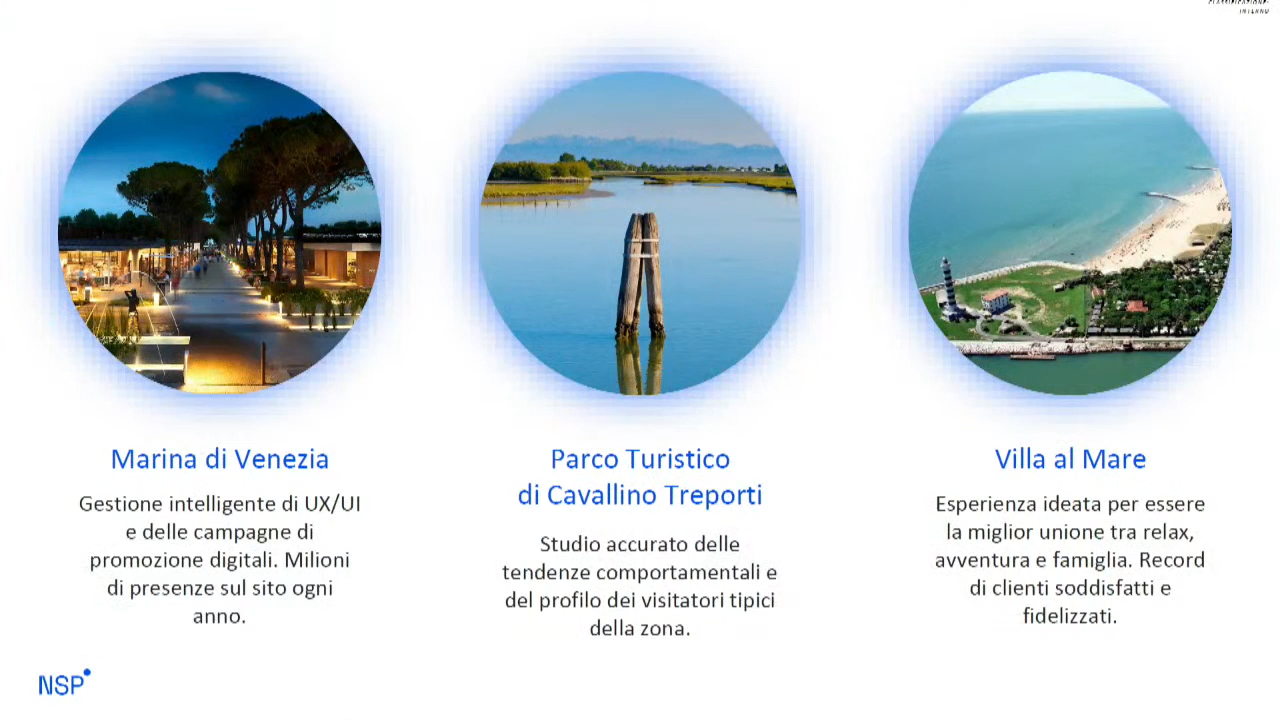 CLASSIFICAZIONE:
INTERNO
Marina di Venezia
Gestione intelligente di UX/UI
e delle campagne di
promozione digitali. Milioni
di presenze sul sito ogni
anno.
Parco Turistico
di Cavallino Treporti
Studio accurato delle
tendenze comportamentali e
del profilo dei visitatori tipici
della zona.
Villa al Mare
Esperienza ideata per essere
la miglior unione tra relax,
avventura e famiglia. Record
di clienti soddisfatti e
fidelizzati.
NSP